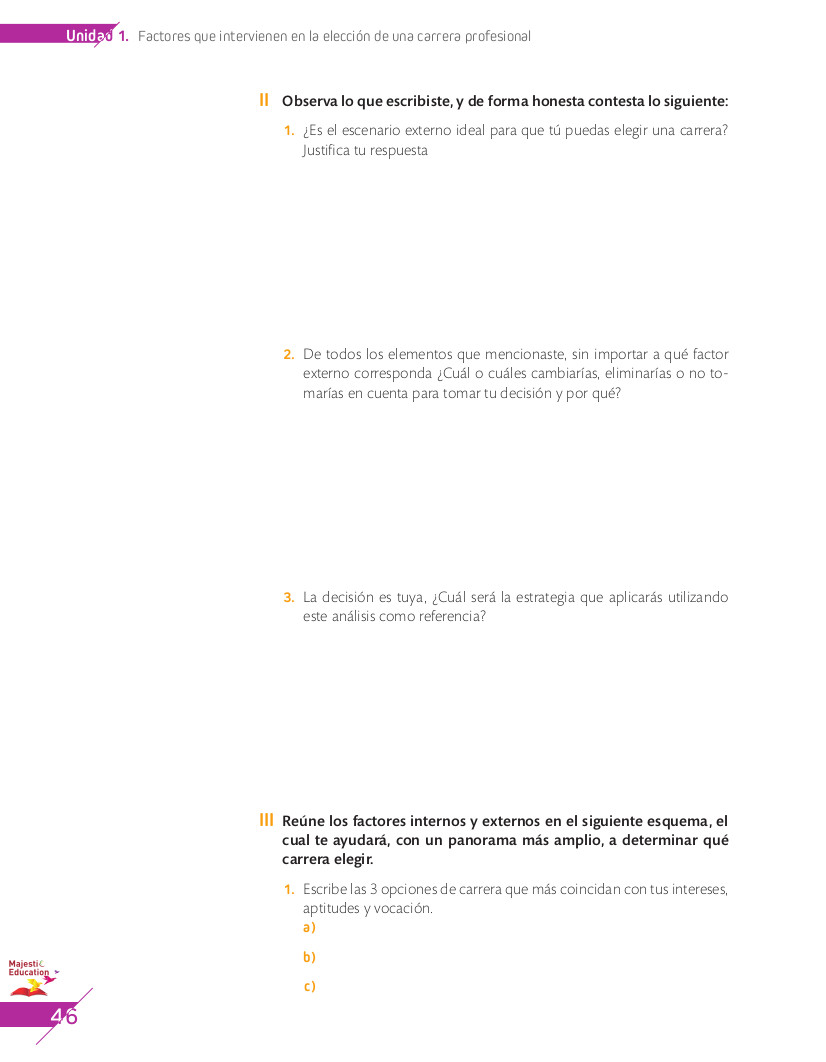 Unidad 1. Factores que intervienen en la elección de una carrera profesional
II Observa lo que escribiste, y de forma honesta contesta lo siguiente:
1. ¿Es el escenario externo ideal para que tú puedas elegir una carrera?
Justifica tu respuesta
2. De todos los elementos que mencionaste, sin importar a qué factor
externo corresponda ¿Cuál o cuáles cambiarías, eliminarías o no to-
marías en cuenta para tomar tu decisión y por qué?
3. La decisión es tuya, ¿Cuál será la estrategia que aplicarás utilizando
este análisis como referencia?
III Reúne los factores internos y externos en el siguiente esquema, el
cual te ayudará, con un panorama más amplio, a determinar qué
carrera elegir.
1. Escribe las 3 opciones de carrera que más coincidan con tus intereses,
aptitudes y vocación.
a)
b)
c)
Majestic
Education
46